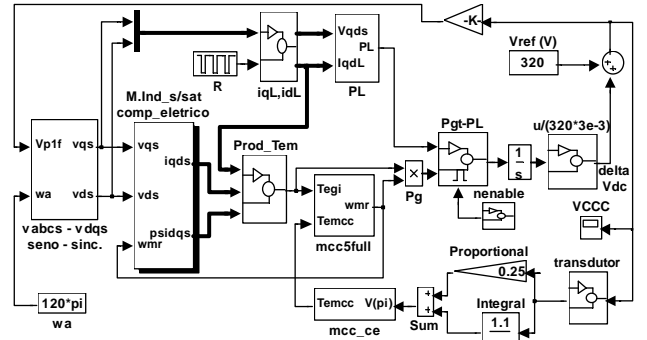 -K-
Vref (V)
320
R
Vqds
PL
IqdL
iqL,idL
PL
M.Ind_s/sat
comp_eletrico
Vp1f
vqs
wa
vds
vabcs - vdqs
seno - sinc.
vqs
iqds
vds
psidqs
wmr
Prod_Tem
Tegi
wmr
Temcc
mcc5full
×
Pg
Pgt-PL
nenable
1
s
u/(320*3e-3)
delta
Vdc
VCCC
120*pi
wa
Temcc
V(pi)
mcc_ce
+
+
Sum
Proportional
0.25
Integral
1.1
transdutor
+
+